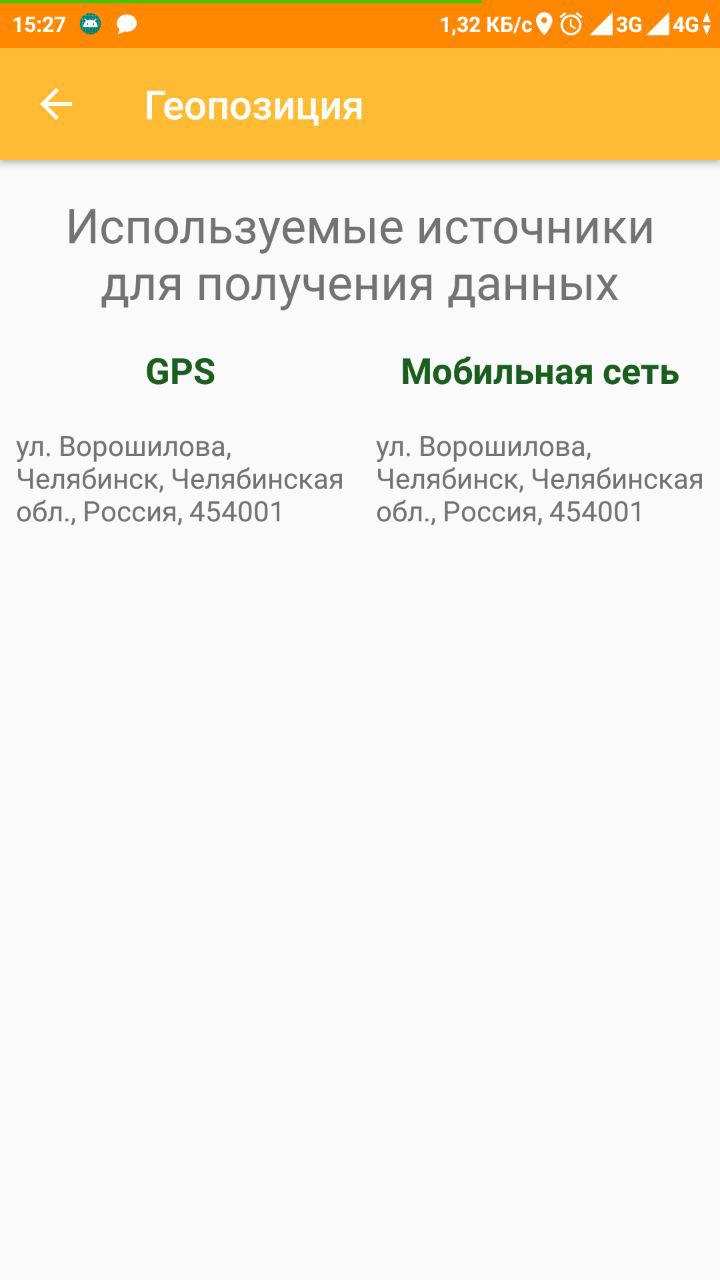 15:27 1,32 КБ/с 3G 4G
Геопозиция
Используемые источники
для получения данных
GPS
Мобильная сеть
ул. Ворошилова,
Челябинск, Челябинская
обл., Россия, 454001
ул. Ворошилова,
Челябинск, Челябинская
обл., Россия, 454001